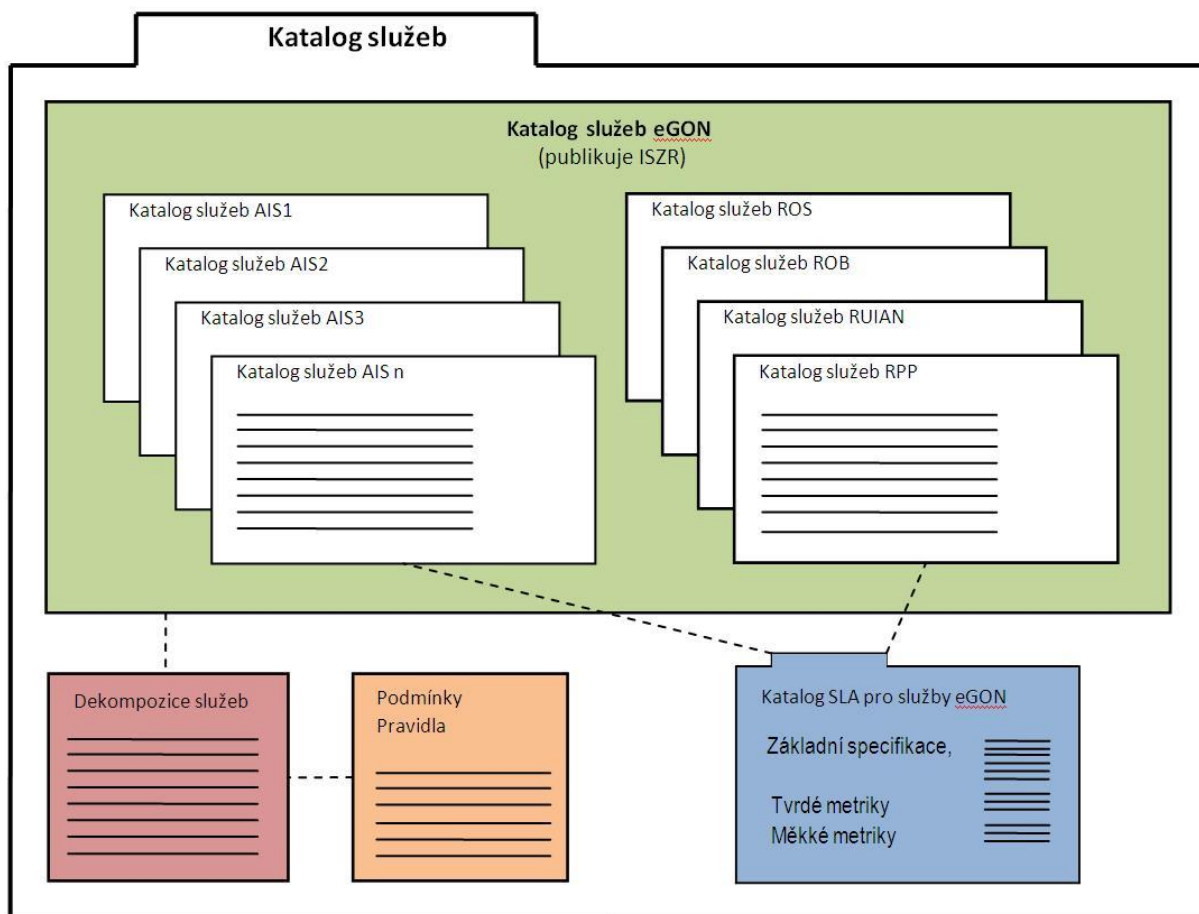 Katalog služeb
Katalog služeb eGON
(publikuje ISZR)
Katalog služeb AIS1
Katalog služeb AIS2
Katalog služeb AIS3
Katalog služeb AIS n
Katalog služeb ROS
Katalog služeb ROB
Katalog služeb RUIAN
Katalog služeb RPP
Dekompozice služeb
Podmínky
Pravidla
Katalog SLA pro služby eGON
Základní specifikace,
Tvrdé metriky
Měkké metriky